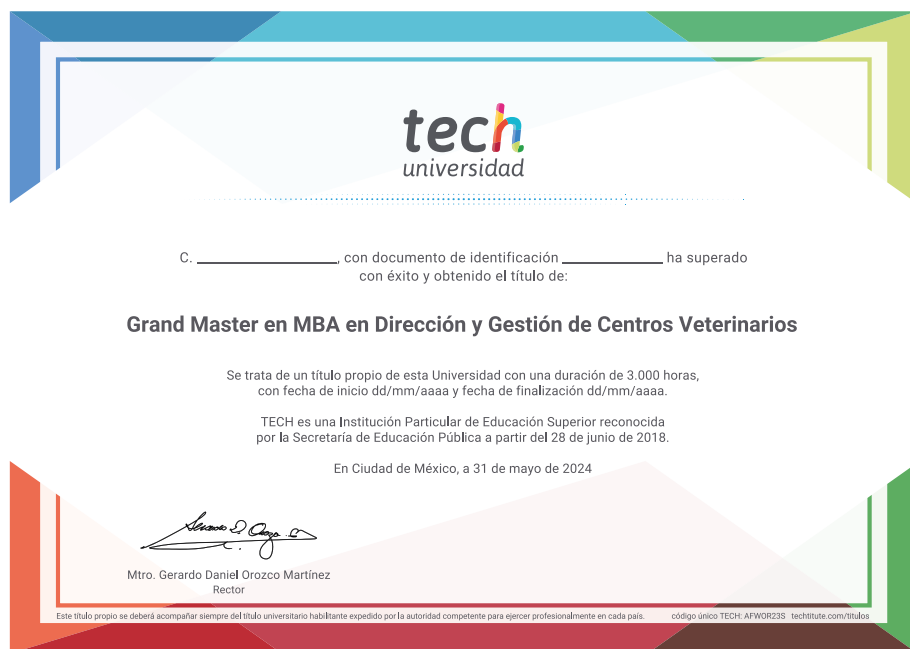 tech
universidad
C. ____________, con documento de identificación ____________ ha superado
con éxito y obtenido el título de:
Grand Master en MBA en Dirección y Gestión de Centros Veterinarios
Se trata de un título propio de esta Universidad con una duración de 3.000 horas,
con fecha de inicio dd/mm/aaaa y fecha de finalización dd/mm/aaaa.
TECH es una Institución Particular de Educación Superior reconocida
por la Secretaría de Educación Pública a partir del 28 de junio de 2018.
En Ciudad de México, a 31 de mayo de 2024
Mtro. Gerardo Daniel Orozco Martínez
Rector
Este título propio se deberá acompañar siempre del título universitario habilitante expedido por la autoridad competente para ejercer profesionalmente en cada país. código único TECH: AFWOR23S techtitute.com/titulos